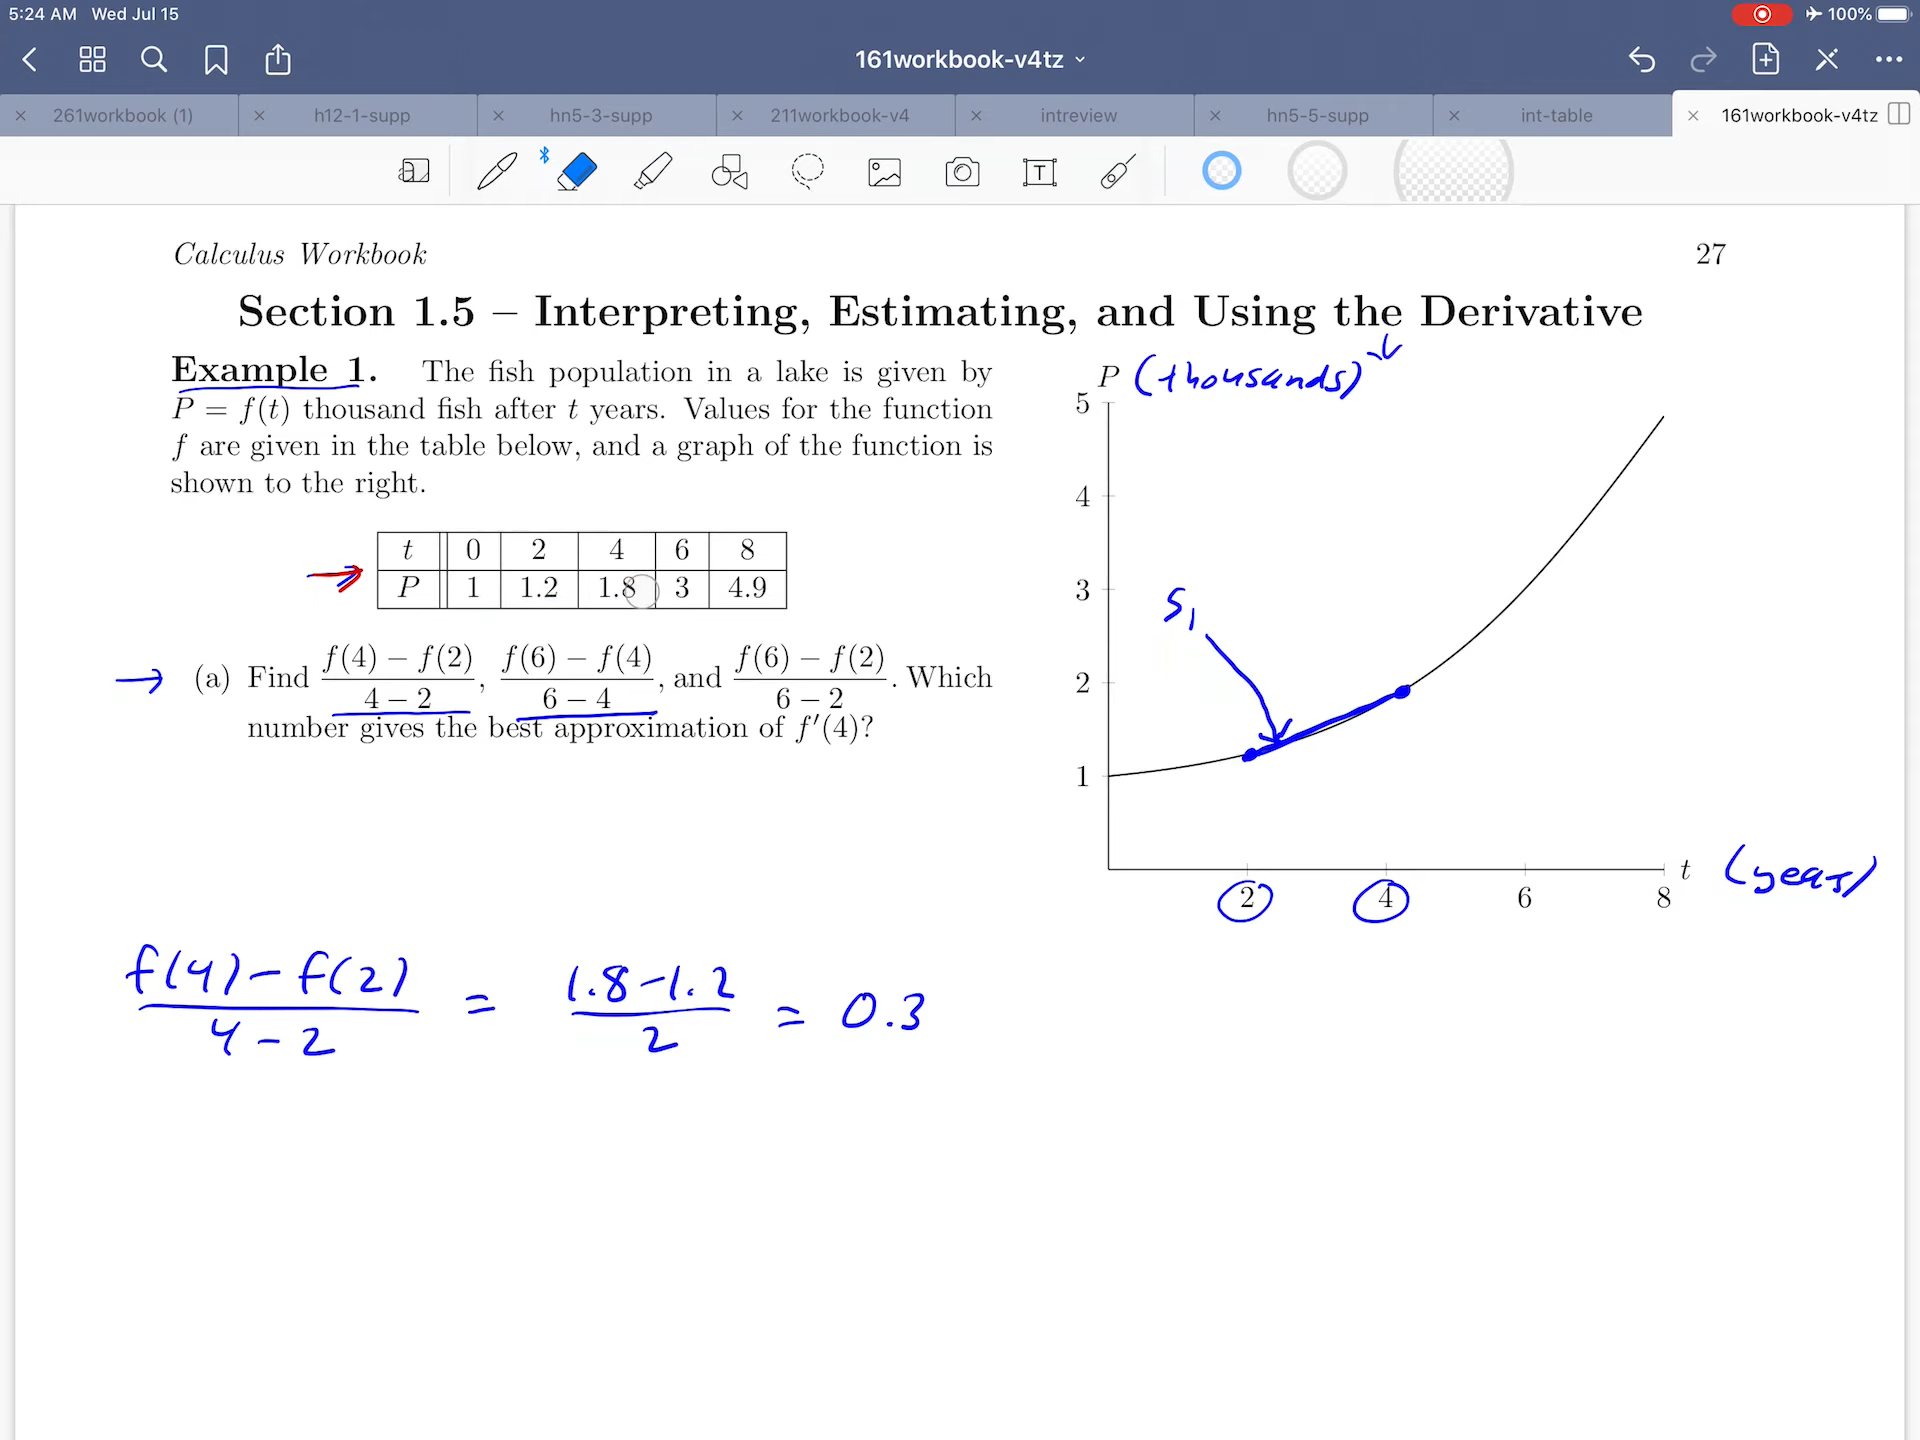 5:24 AM Wed Jul 15
100%
161workbook-v4tz
261workbook (1)
h12-1-supp
hn5-3-supp
211workbook-v4
intreview
hn5-5-supp
int-table
161workbook-v4tz
Calculus Workbook 27
Section 1.5 – Interpreting, Estimating, and Using the Derivative
Example 1. The fish population in a lake is given by
P = f(t) thousand fish after t years. Values for the function
f are given in the table below, and a graph of the function is
shown to the right.
t 0 2 4 6 8
P 1 1.2 1.8 3 4.9
(a) Find (f(4) − f(2))/(4 − 2), (f(6) − f(4))/(6 − 4), and (f(6) − f(2))/(6 − 2). Which
number gives the best approximation of f′(4)?
P (thousands)
5
4
3
2
1
S1
2 4 6 8
t (years)
(f(4) − f(2))/(4 − 2) = (1.8 − 1.2)/2 = 0.3